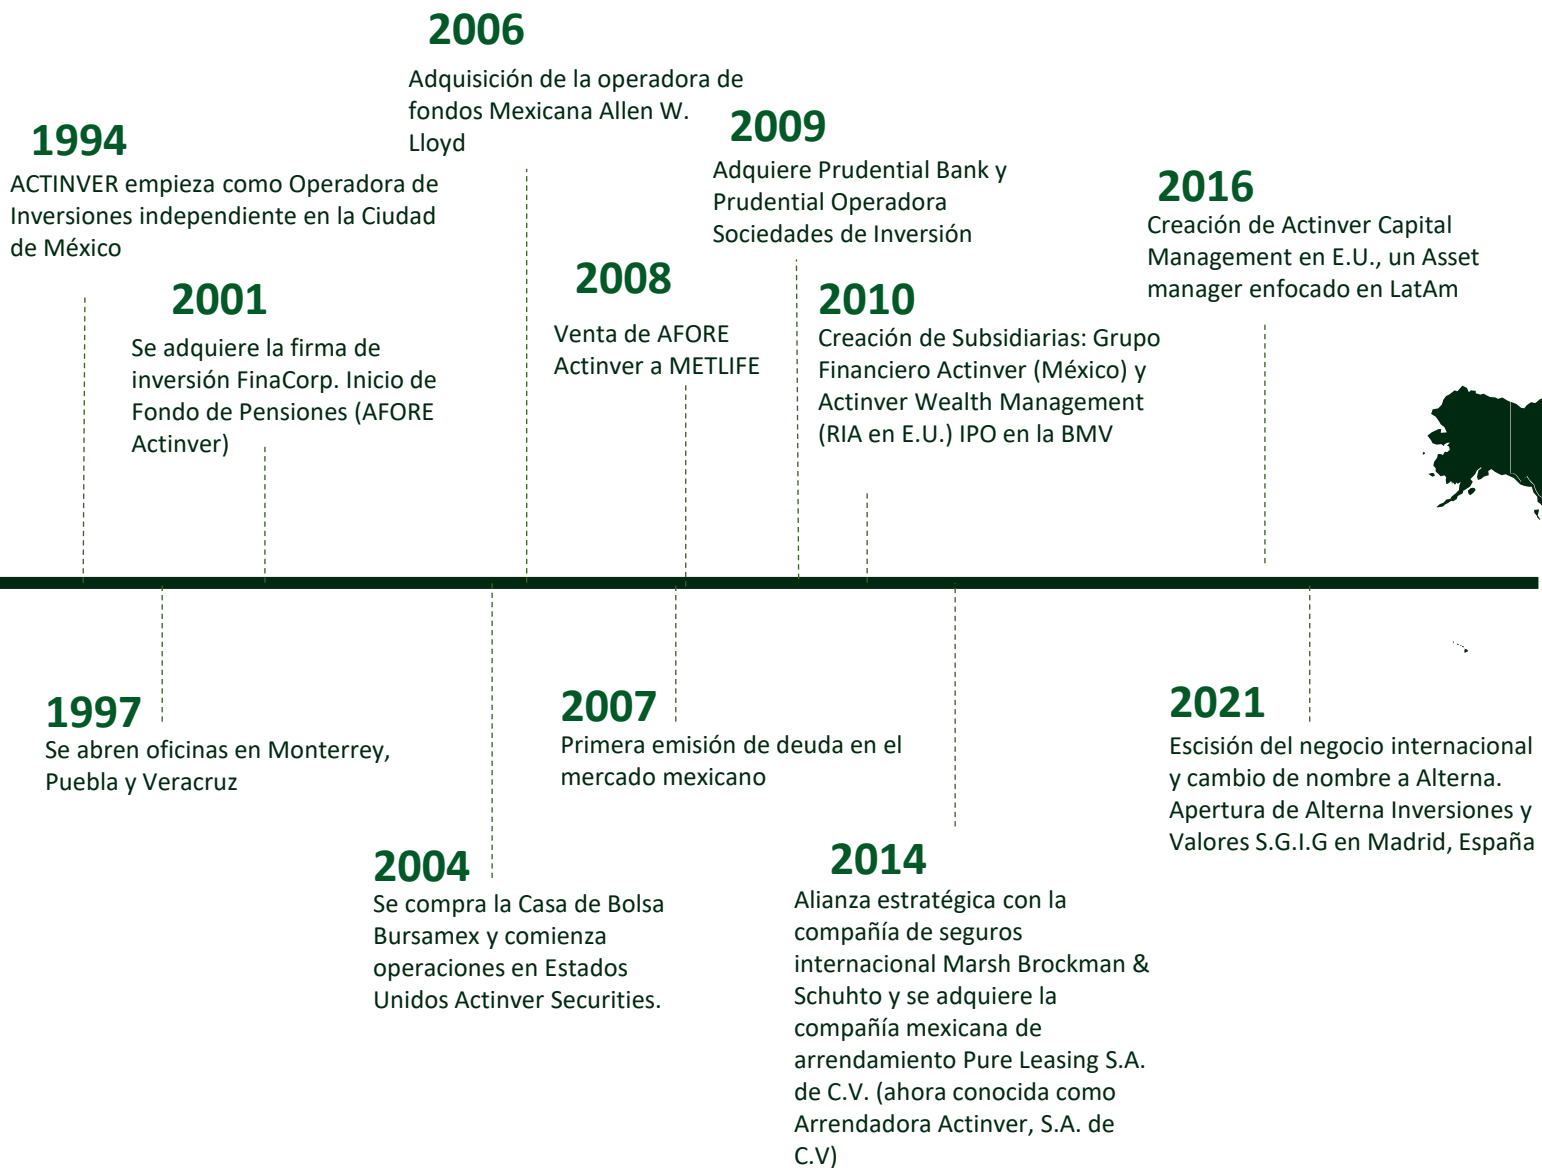 1994
ACTINVER empieza como Operadora de
Inversiones independiente en la Ciudad
de México
1997
Se abren oficinas en Monterrey,
Puebla y Veracruz
2001
Se adquiere la firma de
inversión FinaCorp. Inicio de
Fondo de Pensiones (AFORE
Actinver)
2004
Se compra la Casa de Bolsa
Bursamex y comienza
operaciones en Estados
Unidos Actinver Securities.
2006
Adquisición de la operadora de
fondos Mexicana Allen W.
Lloyd
2007
Primera emisión de deuda en el
mercado mexicano
2008
Venta de AFORE
Actinver a METLIFE
2009
Adquiere Prudential Bank y
Prudential Operadora
Sociedades de Inversión
2010
Creación de Subsidiarias: Grupo
Financiero Actinver (México) y
Actinver Wealth Management
(RIA en E.U.) IPO en la BMV
2014
Alianza estratégica con la
compañía de seguros
internacional Marsh Brockman &
Schuhto y se adquiere la
compañía mexicana de
arrendamiento Pure Leasing S.A.
de C.V. (ahora conocida como
Arrendadora Actinver, S.A. de
C.V)
2016
Creación de Actinver Capital
Management en E.U., un Asset
manager enfocado en LatAm
2021
Escisión del negocio internacional
y cambio de nombre a Alterna.
Apertura de Alterna Inversiones y
Valores S.G.I.G en Madrid, España